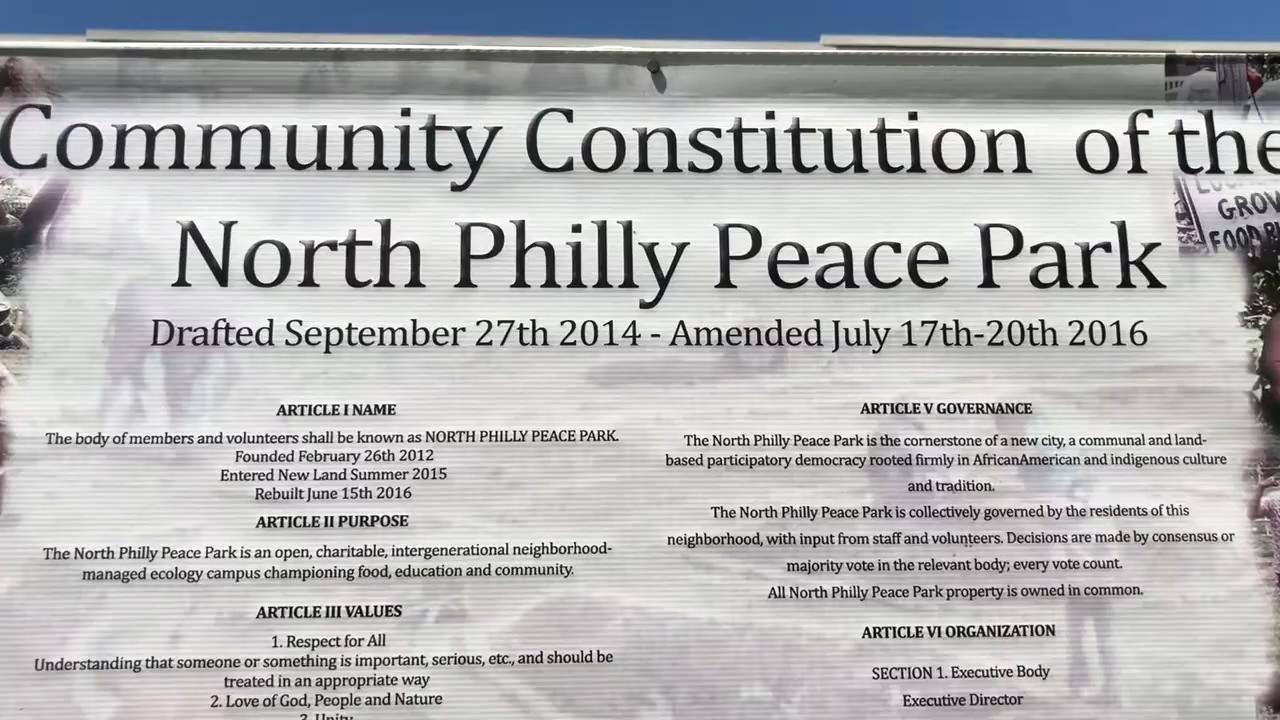 Community Constitution of the
North Philly Peace Park
Drafted September 27th 2014 - Amended July 17th-20th 2016
ARTICLE I NAME
The body of members and volunteers shall be known as NORTH PHILLY PEACE PARK.
Founded February 26th 2012
Entered New Land Summer 2015
Rebuilt June 15th 2016
ARTICLE II PURPOSE
The North Philly Peace Park is an open, charitable, intergenerational neighborhood-
managed ecology campus championing food, education and community.
ARTICLE III VALUES
1. Respect for All
Understanding that someone or something is important, serious, etc., and should be
treated in an appropriate way
2. Love of God, People and Nature
3. Unity
ARTICLE V GOVERNANCE
The North Philly Peace Park is the cornerstone of a new city, a communal and land-
based participatory democracy rooted firmly in AfricanAmerican and indigenous culture
and tradition.
The North Philly Peace Park is collectively governed by the residents of this
neighborhood, with input from staff and volunteers. Decisions are made by consensus or
majority vote in the relevant body; every vote count.
All North Philly Peace Park property is owned in common.
ARTICLE VI ORGANIZATION
SECTION 1. Executive Body
Executive Director
GROW
FOOD